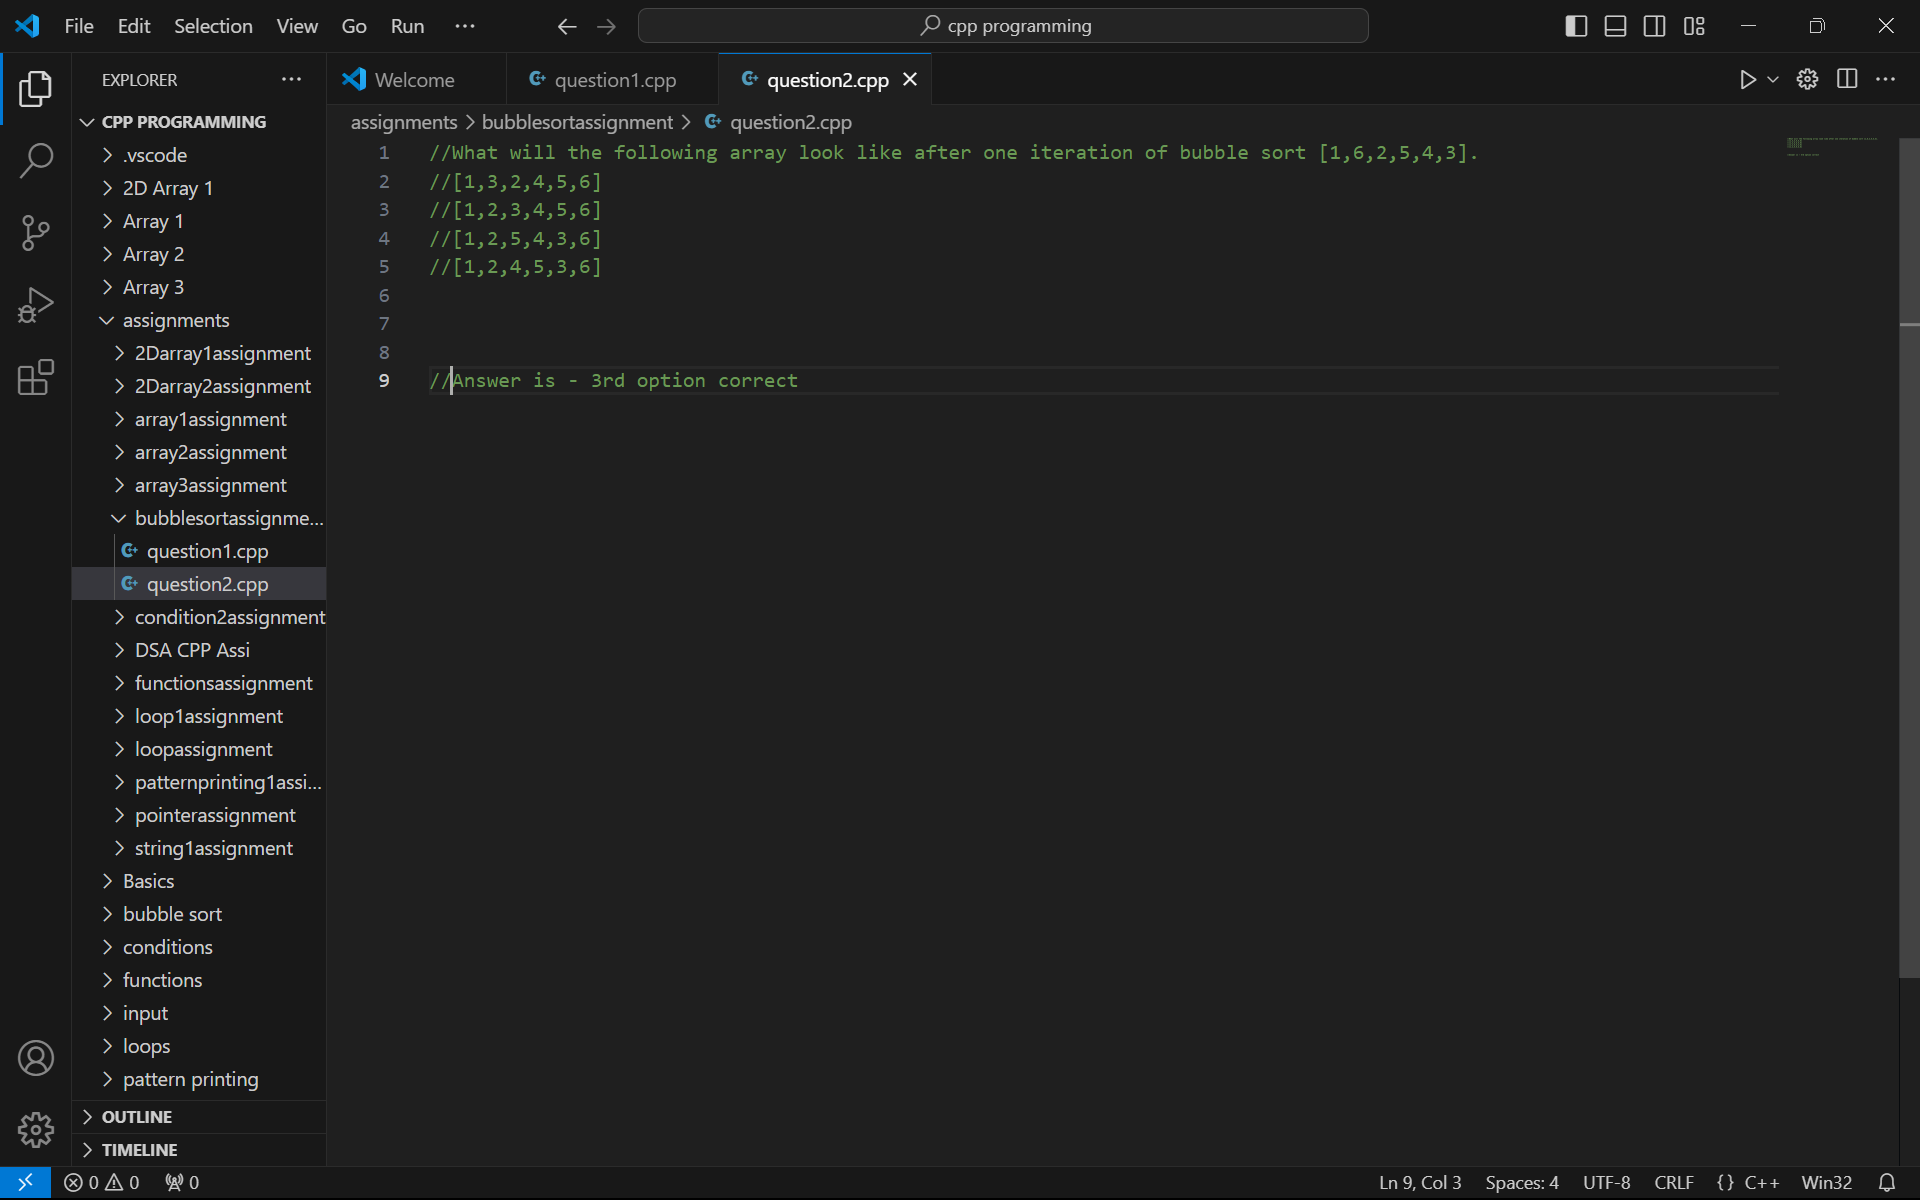 File Edit Selection View Go Run ··· cpp programming
EXPLORER ···
CPP PROGRAMMING
.vscode
2D Array 1
Array 1
Array 2
Array 3
assignments
2Darray1assignment
2Darray2assignment
array1assignment
array2assignment
array3assignment
bubblesortassignme...
question1.cpp
question2.cpp
condition2assignment
DSA CPP Assi
functionsassignment
loop1assignment
loopassignment
patternprinting1assi...
pointerassignment
string1assignment
Basics
bubble sort
conditions
functions
input
loops
pattern printing
OUTLINE
TIMELINE
Welcome question1.cpp question2.cpp
assignments > bubblesortassignment > question2.cpp
1 //What will the following array look like after one iteration of bubble sort [1,6,2,5,4,3].
2 //[1,3,2,4,5,6]
3 //[1,2,3,4,5,6]
4 //[1,2,5,4,3,6]
5 //[1,2,4,5,3,6]
6
7
8
9 //Answer is - 3rd option correct
0 0 0 Ln 9, Col 3 Spaces: 4 UTF-8 CRLF {} C++ Win32